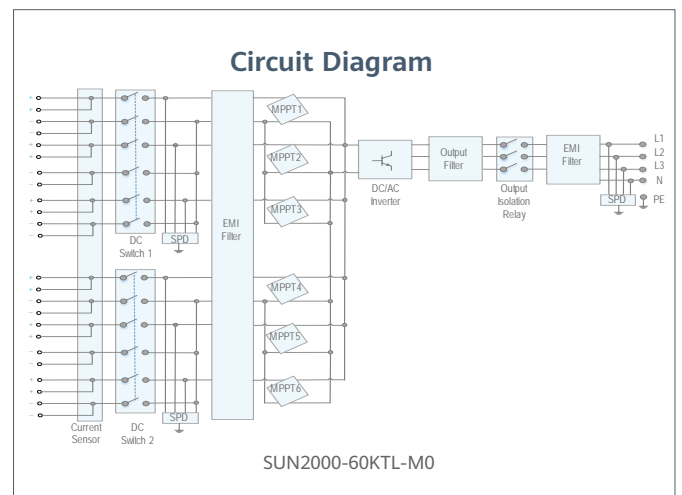 Circuit Diagram
MPPT1
MPPT2
MPPT3
MPPT4
MPPT5
MPPT6
EMI
Filter
DC
Switch 1
SPD
DC
Switch 2
SPD
Current
Sensor
DC/AC
Inverter
Output
Filter
Output
Isolation
Relay
EMI
Filter
L1
L2
L3
N
PE
SPD
SUN2000-60KTL-M0